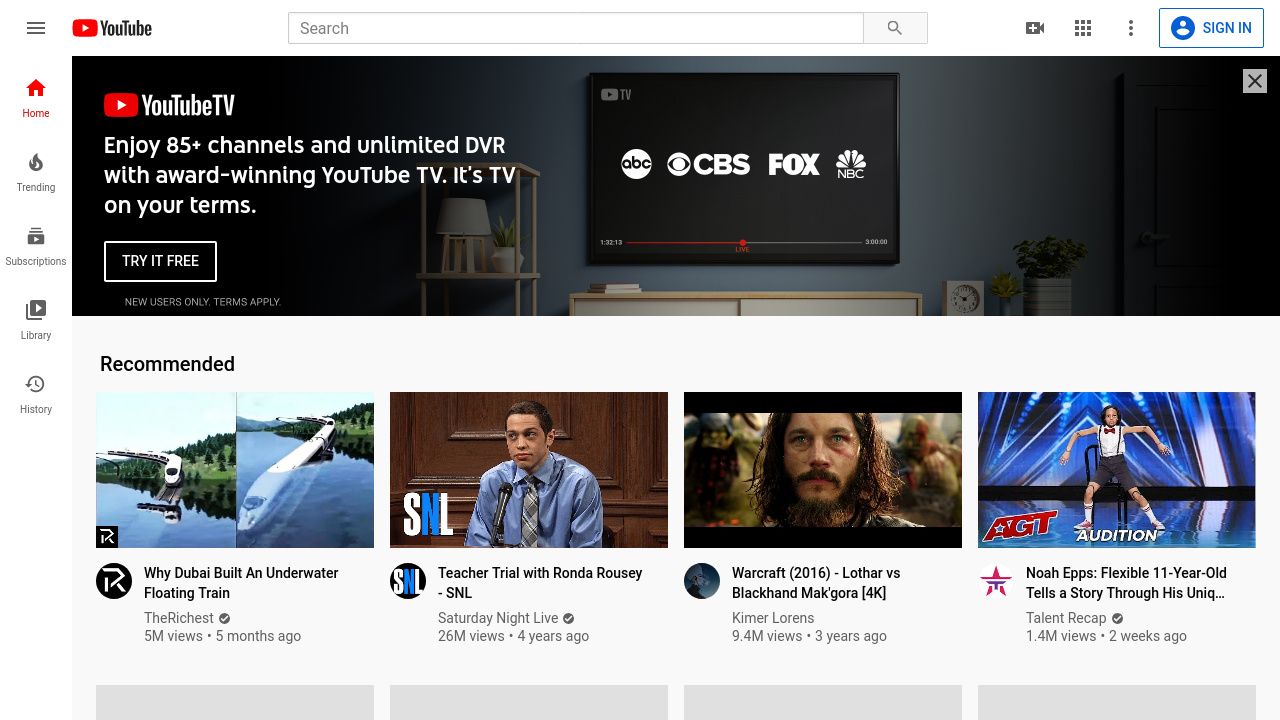 YouTube
Search
SIGN IN
Home
Trending
Subscriptions
Library
History
YouTubeTV
Enjoy 85+ channels and unlimited DVR
with award-winning YouTube TV. It's TV
on your terms.
TRY IT FREE
NEW USERS ONLY. TERMS APPLY.
TV
abc CBS FOX NBC
1:32:13
LIVE
3:00:00
Recommended
SNL
AGT
AUDITION
Why Dubai Built An Underwater
Floating Train
TheRichest
5M views • 5 months ago
SNL
Teacher Trial with Ronda Rousey
- SNL
Saturday Night Live
26M views • 4 years ago
Warcraft (2016) - Lothar vs
Blackhand Mak'gora [4K]
Kimer Lorens
9.4M views • 3 years ago
Noah Epps: Flexible 11-Year-Old
Tells a Story Through His Uniq...
Talent Recap
1.4M views • 2 weeks ago